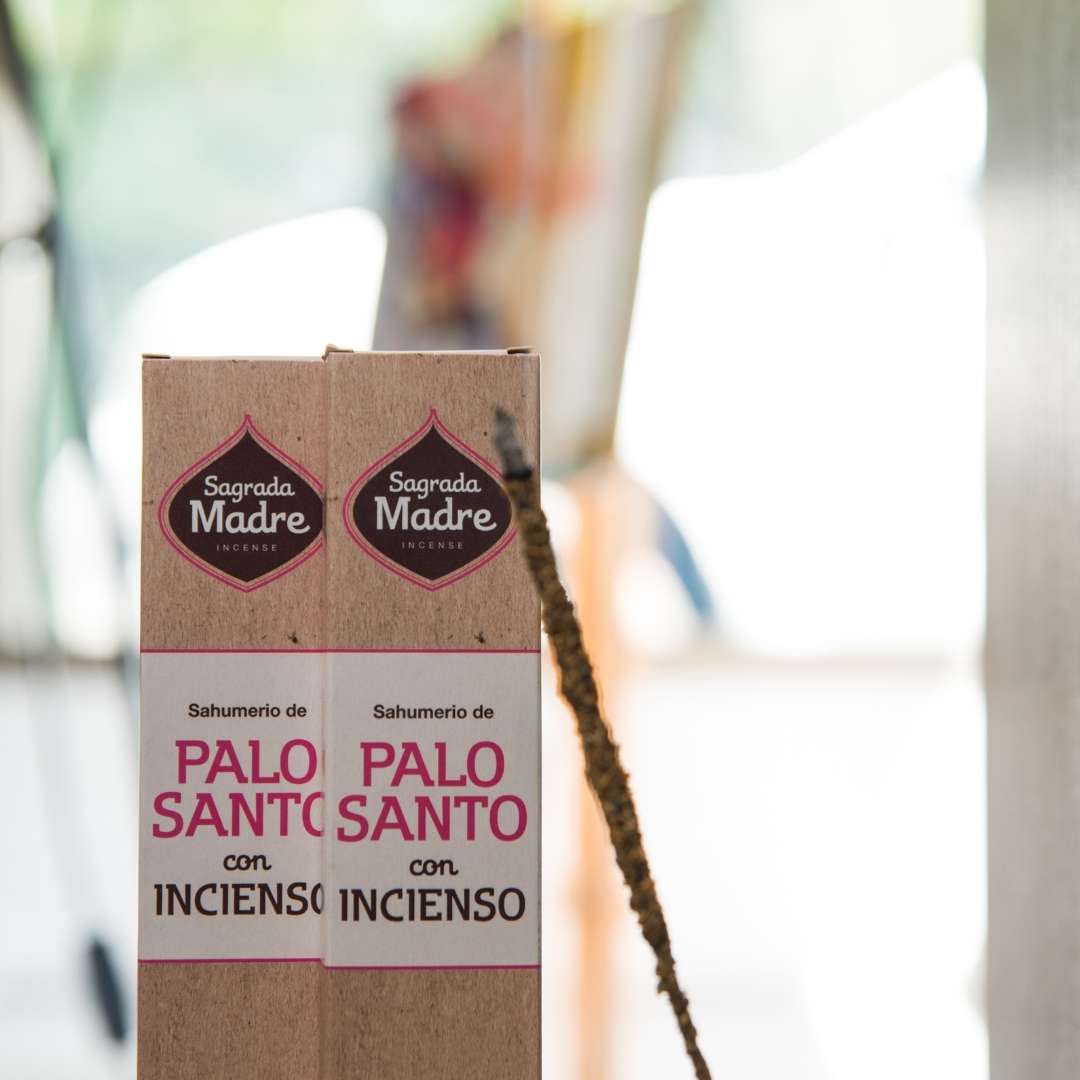 Sagrada
Madre
INCENSE
Sahumerio de
PALO
SANTO
con
INCIENSO
Sagrada
Madre
INCENSE
Sahumerio de
PALO
SANTO
con
INCIENSO